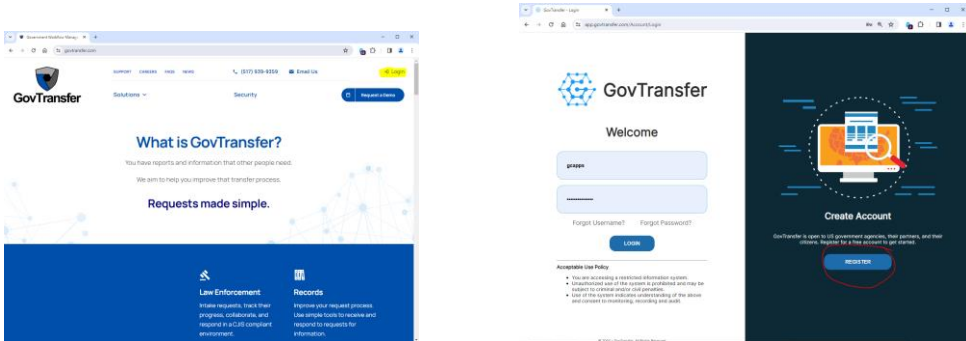 Government Workflow Manag
govtransfer.com
GovTransfer
SUPPORT CAREERS FAQS NEWS
(517) 939-9359
Email Us
Login
Solutions
Security
Request a Demo
What is GovTransfer?
You have reports and information that other people need.
We aim to help you improve that transfer process.
Requests made simple.
Law Enforcement
Intake requests, track their
progress, collaborate, and
respond in a CJIS compliant
environment.
Records
Improve your request process.
Use simple tools to receive and
respond to requests for
information.
GovTransfer - Login
app.govtransfer.com/Account/Login
GovTransfer
Welcome
gcapps
Forgot Username? Forgot Password?
LOGIN
Acceptable Use Policy
You are accessing a restricted information system.
Unauthorized use of the system is prohibited and may be
subject to criminal and/or civil penalties.
Use of the system indicates understanding of the above
and consent to monitoring, recording and audit.
Create Account
GovTransfer is open to US government agencies, their partners, and their
citizens. Register for a free account to get started.
REGISTER